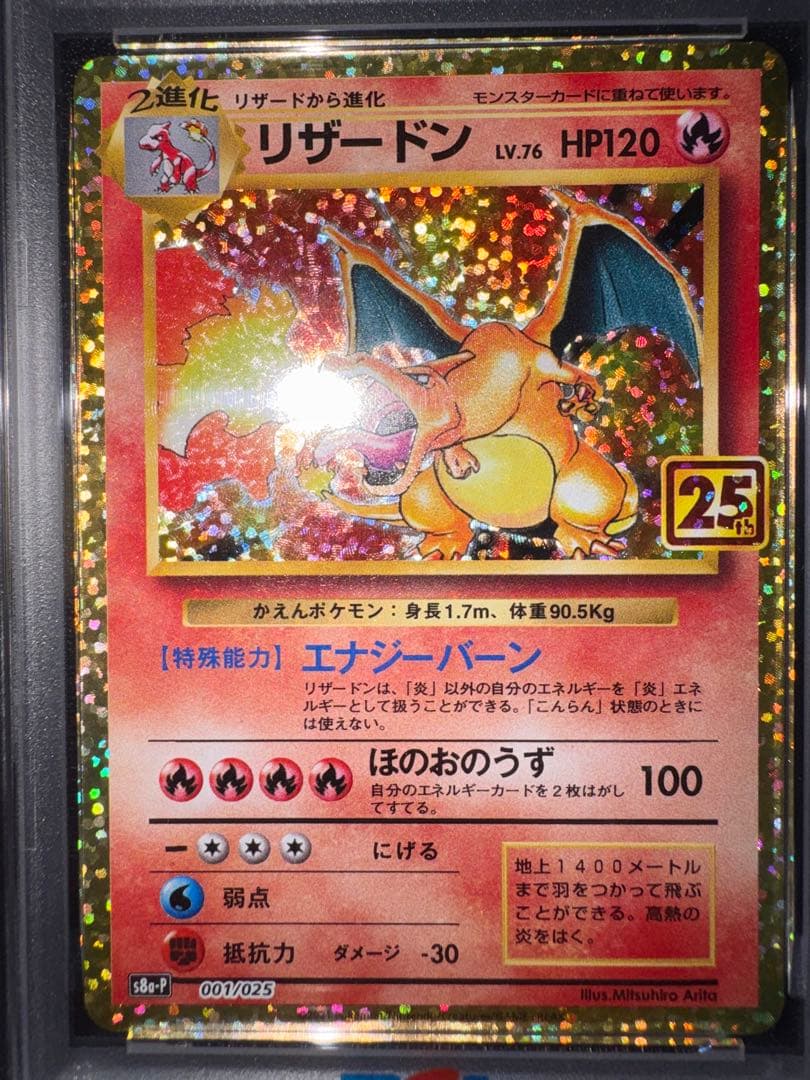 2進化 リザードから進化 モンスターカードに重ねて使います。
リザードン LV.76 HP120
25th
かえんポケモン：身長1.7m、体重90.5Kg
【特殊能力】エナジーバーン
リザードンは、「炎」以外の自分のエネルギーを「炎」エネ
ルギーとして扱うことができる。「こんらん」状態のときに
は使えない。
ほのおのうず 100
自分のエネルギーカードを２枚はがし
てすてる。
ー にげる
弱点
抵抗力 ダメージ -30
地上１４００メートル
まで羽をつかって飛ぶ
ことができる。高熱の
炎をはく。
s8a-P 001/025
Illus.Mitsuhiro Arita